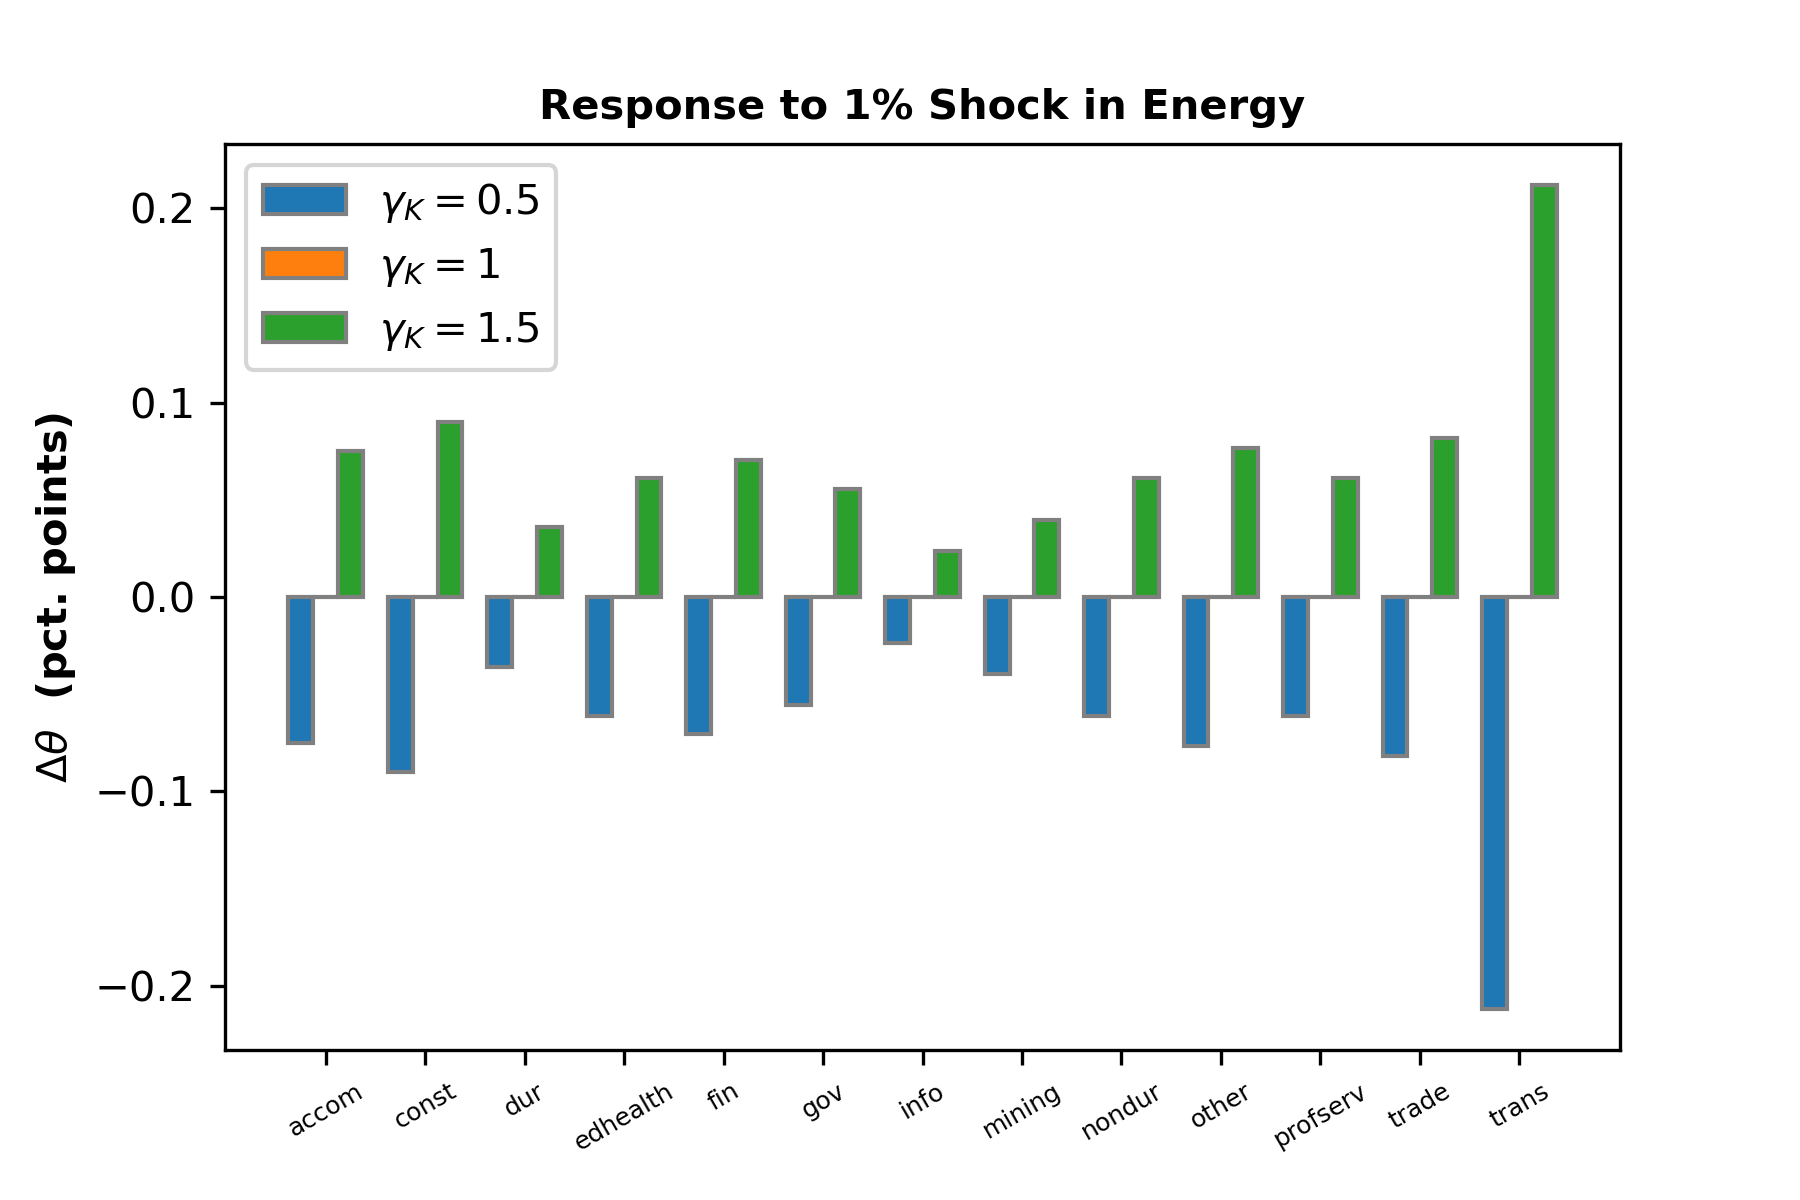 Response to 1% Shock in Energy
γK = 0.5
γK = 1
γK = 1.5
Δθ (pct. points)
0.2
0.1
0.0
−0.1
−0.2
accom
const
dur
edhealth
fin
gov
info
mining
nondur
other
profserv
trade
trans